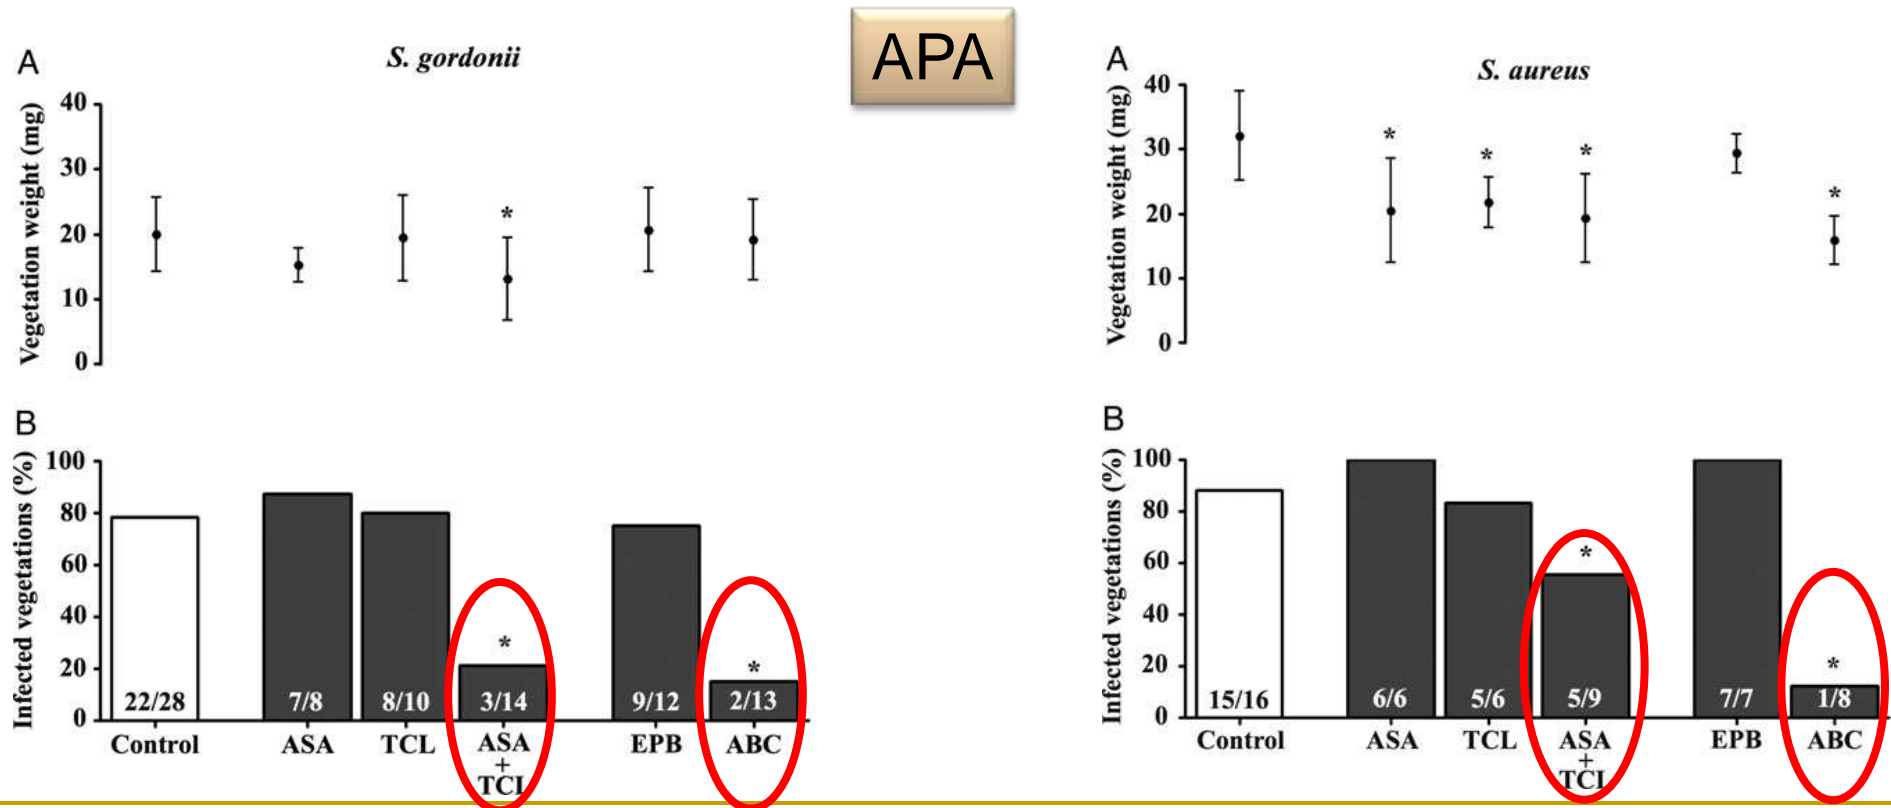 APA
A
S. gordonii
Vegetation weight (mg)
40
30
20
10
0
*
B
Infected vegetations (%)
100
80
60
40
20
0
22/28
7/8
8/10
*
3/14
9/12
*
2/13
Control
ASA
TCL
ASA
+
TCL
EPB
ABC
A
S. aureus
Vegetation weight (mg)
40
30
20
10
0
*
*
*
*
B
Infected vegetations (%)
100
80
60
40
20
0
15/16
6/6
5/6
*
5/9
7/7
*
1/8
Control
ASA
TCL
ASA
+
TCL
EPB
ABC